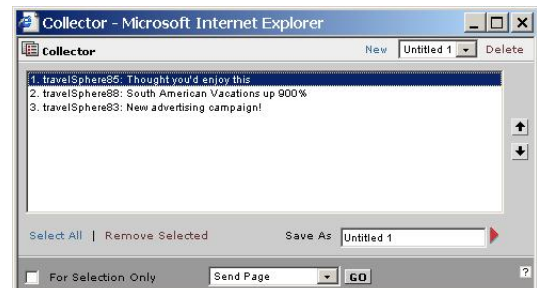 Collector - Microsoft Internet Explorer
Collector New Untitled 1 Delete
1. travelSphere85: Thought you'd enjoy this
2. travelSphere88: South American Vacations up 900%
3. travelSphere83: New advertising campaign!
Select All | Remove Selected Save As Untitled 1
For Selection Only Send Page GO ?